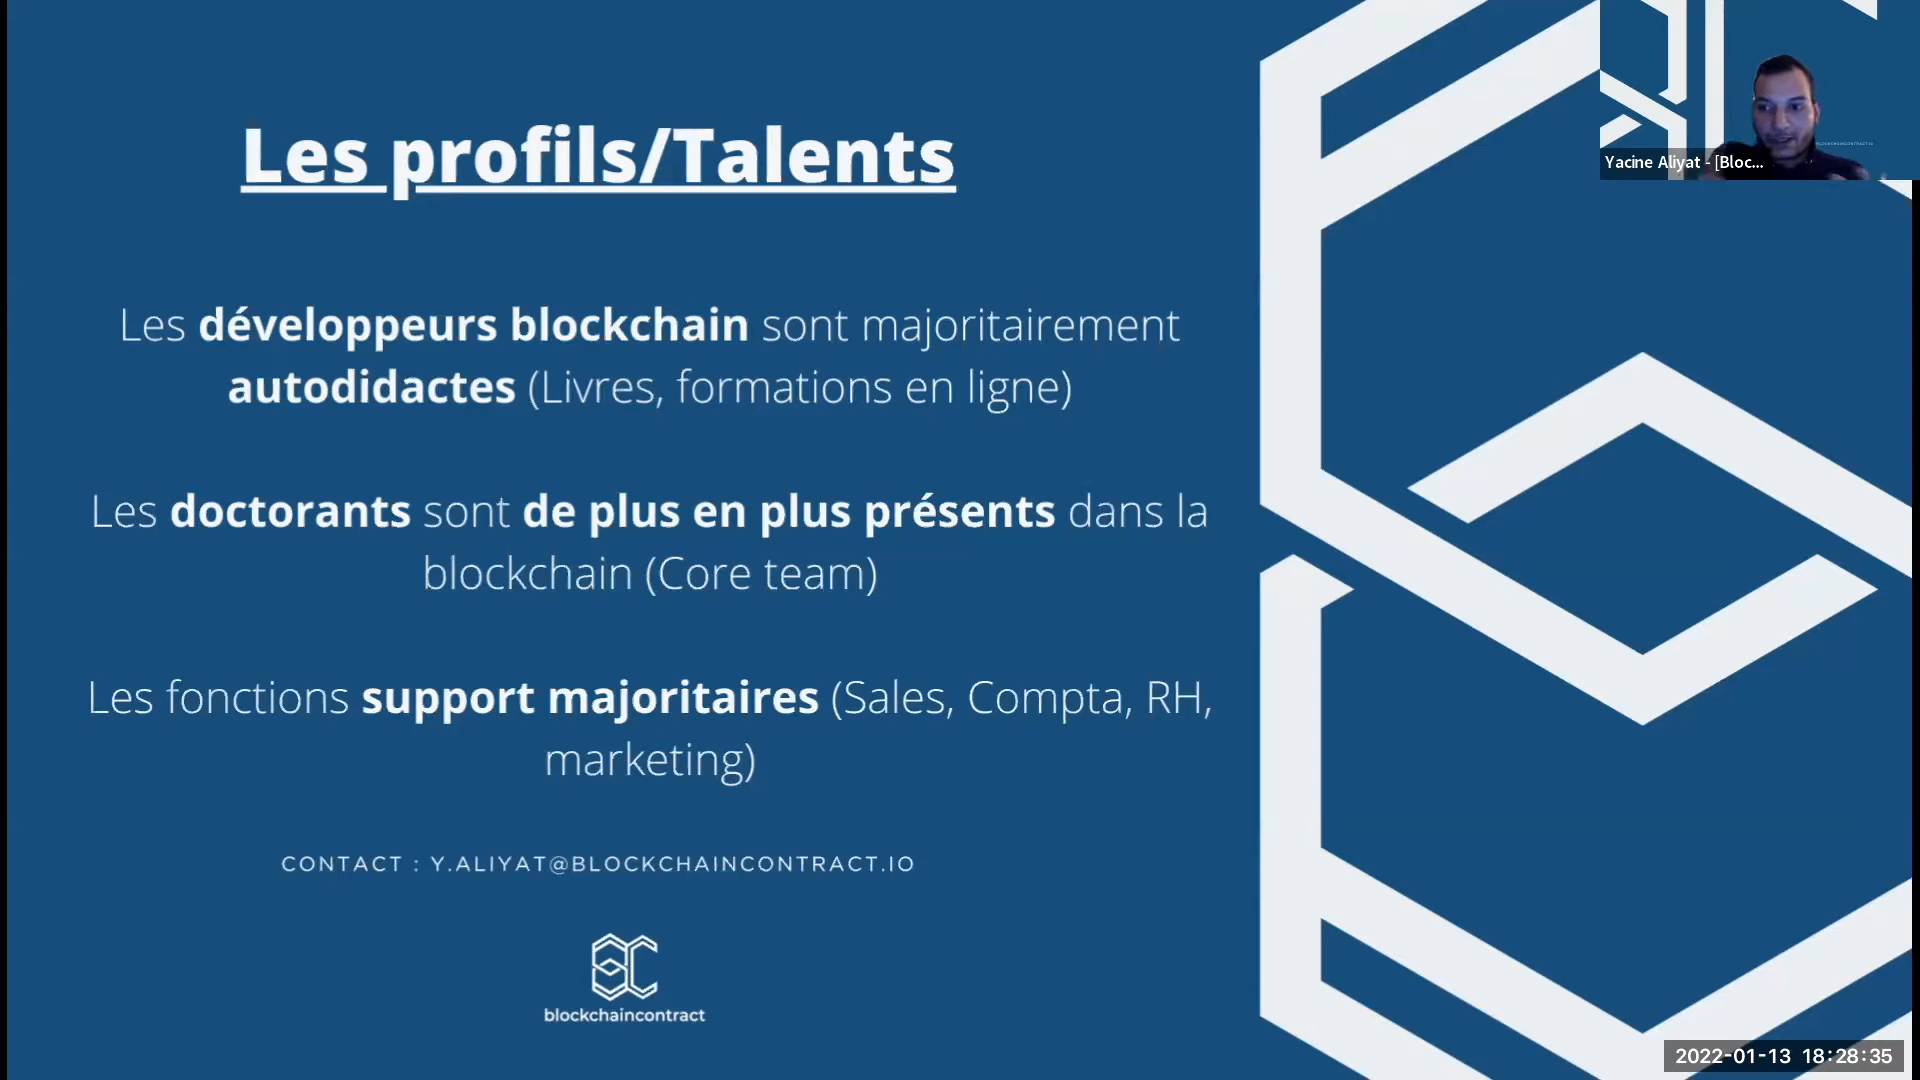 Les profils/Talents
Yacine Aliyat - [Bloc...
Les développeurs blockchain sont majoritairement
autodidactes (Livres, formations en ligne)
Les doctorants sont de plus en plus présents dans la
blockchain (Core team)
Les fonctions support majoritaires (Sales, Compta, RH,
marketing)
CONTACT : Y.ALIYAT@BLOCKCHAINCONTRACT.IO
blockchaincontract
2022-01-13 18:28:35